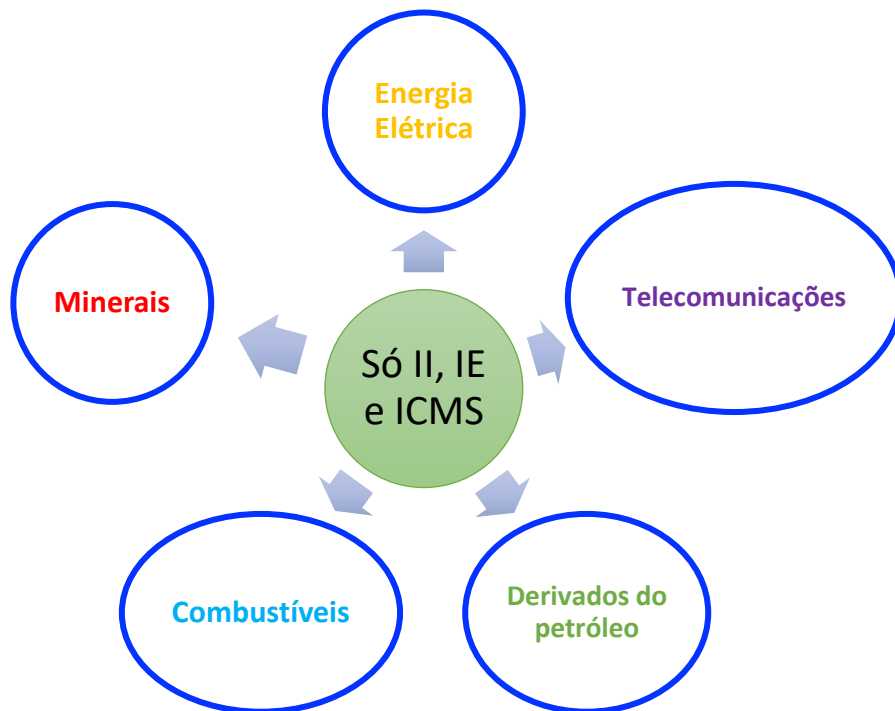 Energia
Elétrica
Minerais
Telecomunicações
Só II, IE
e ICMS
Combustíveis
Derivados do
petróleo